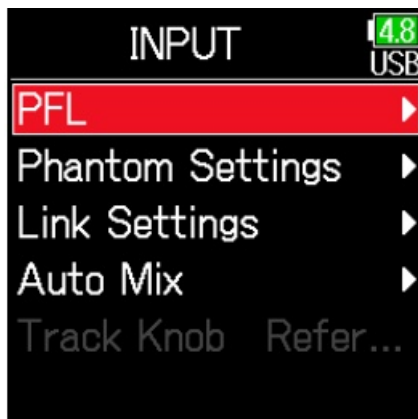 INPUT 4.8
USB
PFL
Phantom Settings
Link Settings
Auto Mix
Track Knob Refer...